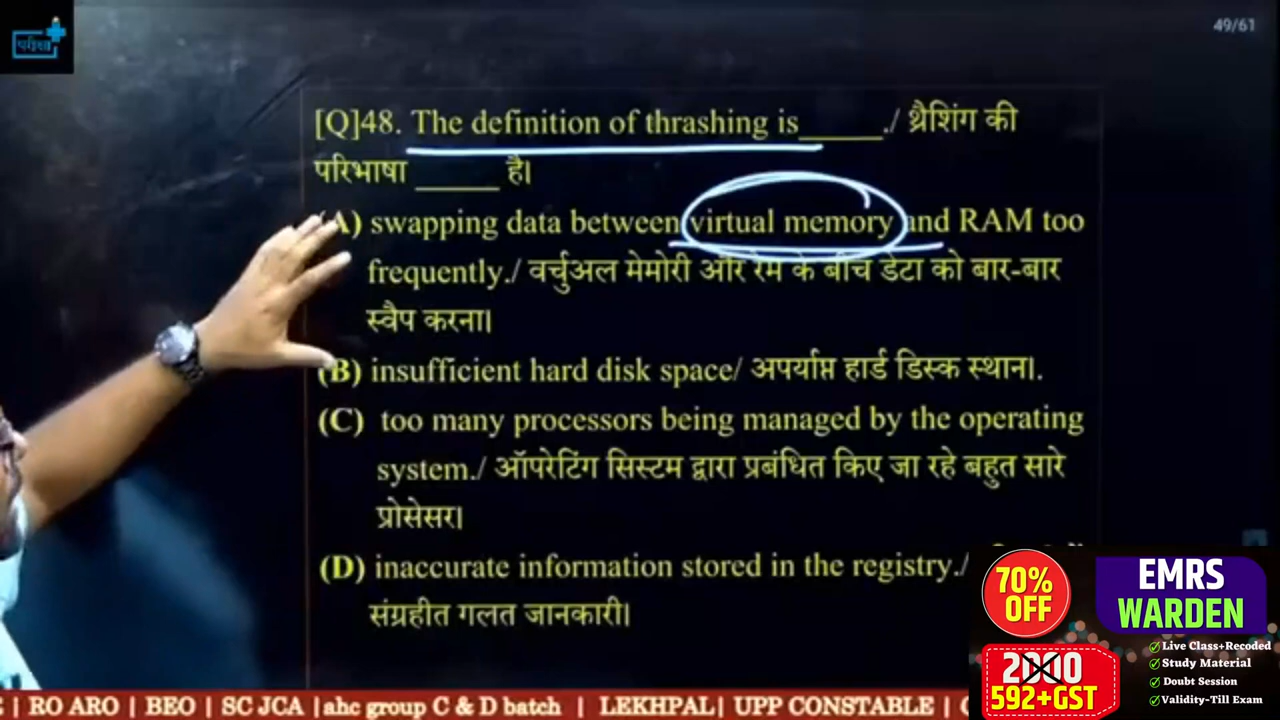 परीक्षा
49/61
[Q]48. The definition of thrashing is_____./ थ्रैशिंग की
परिभाषा _____ है।
(A) swapping data between virtual memory and RAM too
frequently./ वर्चुअल मेमोरी और रैम के बीच डेटा को बार-बार
स्वैप करना।
(B) insufficient hard disk space/ अपर्याप्त हार्ड डिस्क स्थान।.
(C) too many processors being managed by the operating
system./ ऑपरेटिंग सिस्टम द्वारा प्रबंधित किए जा रहे बहुत सारे
प्रोसेसर।
(D) inaccurate information stored in the registry./
संग्रहीत गलत जानकारी।
70%
OFF
EMRS
WARDEN
2000
592+GST
Live Class+Recoded
Study Material
Doubt Session
Validity-Till Exam
| RO ARO | BEO | SC JCA |ahc group C & D batch | LEKHPAL| UPP CONSTABLE |